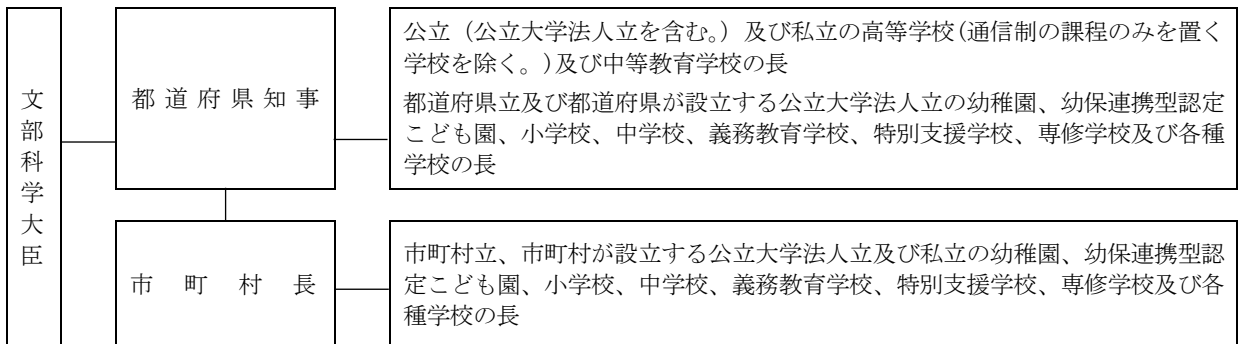 文部科学大臣
都道府県知事
公立(公立大学法人立を含む。)及び私立の高等学校(通信制の課程のみを置く
学校を除く。)及び中等教育学校の長
都道府県立及び都道府県が設立する公立大学法人立の幼稚園、幼保連携型認定
こども園、小学校、中学校、義務教育学校、特別支援学校、専修学校及び各種
学校の長
市町村長
市町村立、市町村が設立する公立大学法人立及び私立の幼稚園、幼保連携型認
定こども園、小学校、中学校、義務教育学校、特別支援学校、専修学校及び各
種学校の長